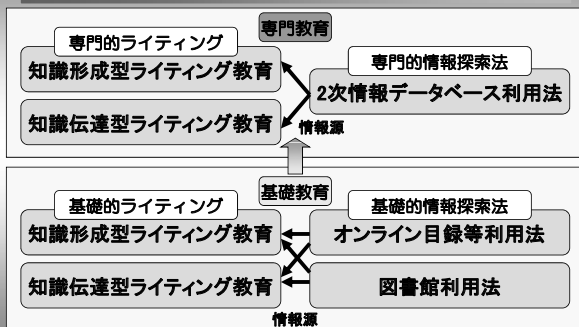 専門教育
専門的ライティング
知識形成型ライティング教育
知識伝達型ライティング教育
専門的情報探索法
2次情報データベース利用法
情報源
基礎教育
基礎的ライティング
知識形成型ライティング教育
知識伝達型ライティング教育
基礎的情報探索法
オンライン目録等利用法
図書館利用法
情報源